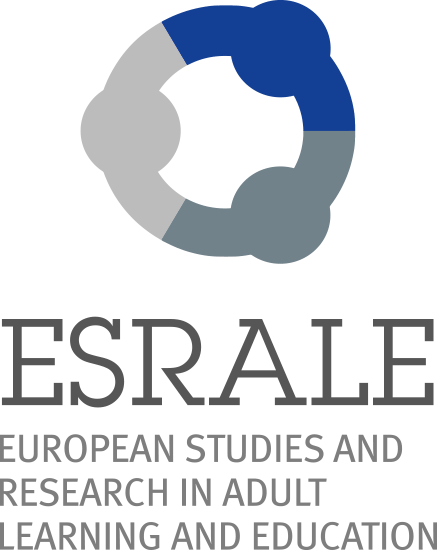 ESRALE
EUROPEAN STUDIES AND
RESEARCH IN ADULT
LEARNING AND EDUCATION